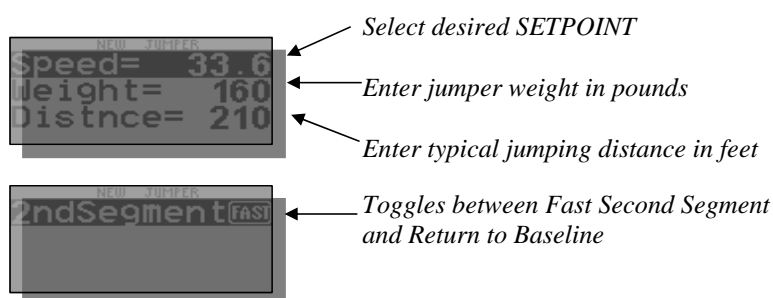 Select desired SETPOINT
NEW JUMPER
Speed= 33.6
Weight= 160
Enter jumper weight in pounds
Distnce= 210
Enter typical jumping distance in feet
NEW JUMPER
2ndSegment FAST
Toggles between Fast Second Segment
and Return to Baseline